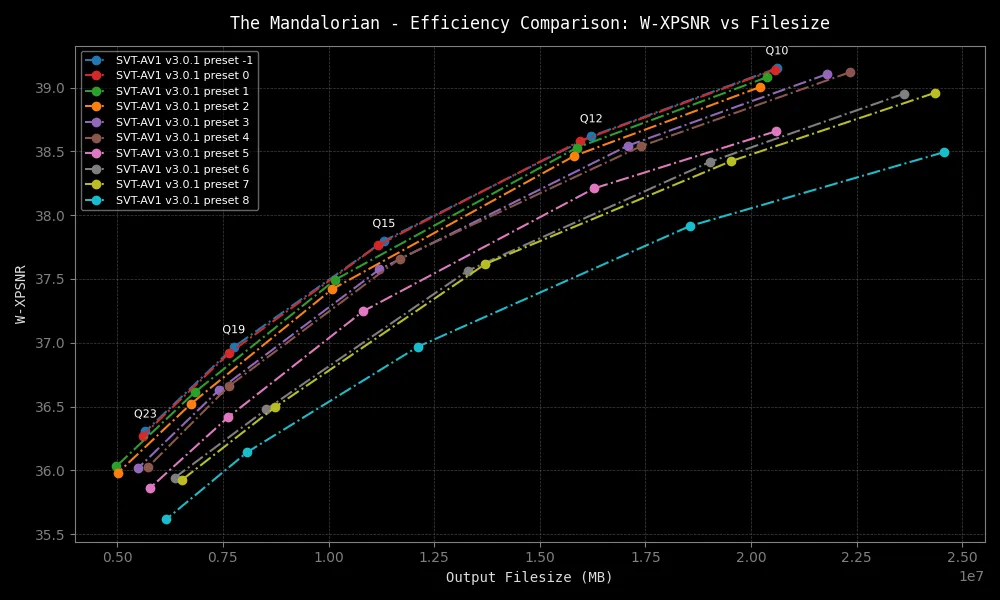 The Mandalorian - Efficiency Comparison: W-XPSNR vs Filesize
SVT-AV1 v3.0.1 preset -1
SVT-AV1 v3.0.1 preset 0
SVT-AV1 v3.0.1 preset 1
SVT-AV1 v3.0.1 preset 2
SVT-AV1 v3.0.1 preset 3
SVT-AV1 v3.0.1 preset 4
SVT-AV1 v3.0.1 preset 5
SVT-AV1 v3.0.1 preset 6
SVT-AV1 v3.0.1 preset 7
SVT-AV1 v3.0.1 preset 8
Q10
Q12
Q15
Q19
Q23
W-XPSNR
39.0
38.5
38.0
37.5
37.0
36.5
36.0
35.5
0.50 0.75 1.00 1.25 1.50 1.75 2.00 2.25 2.50
1e7
Output Filesize (MB)